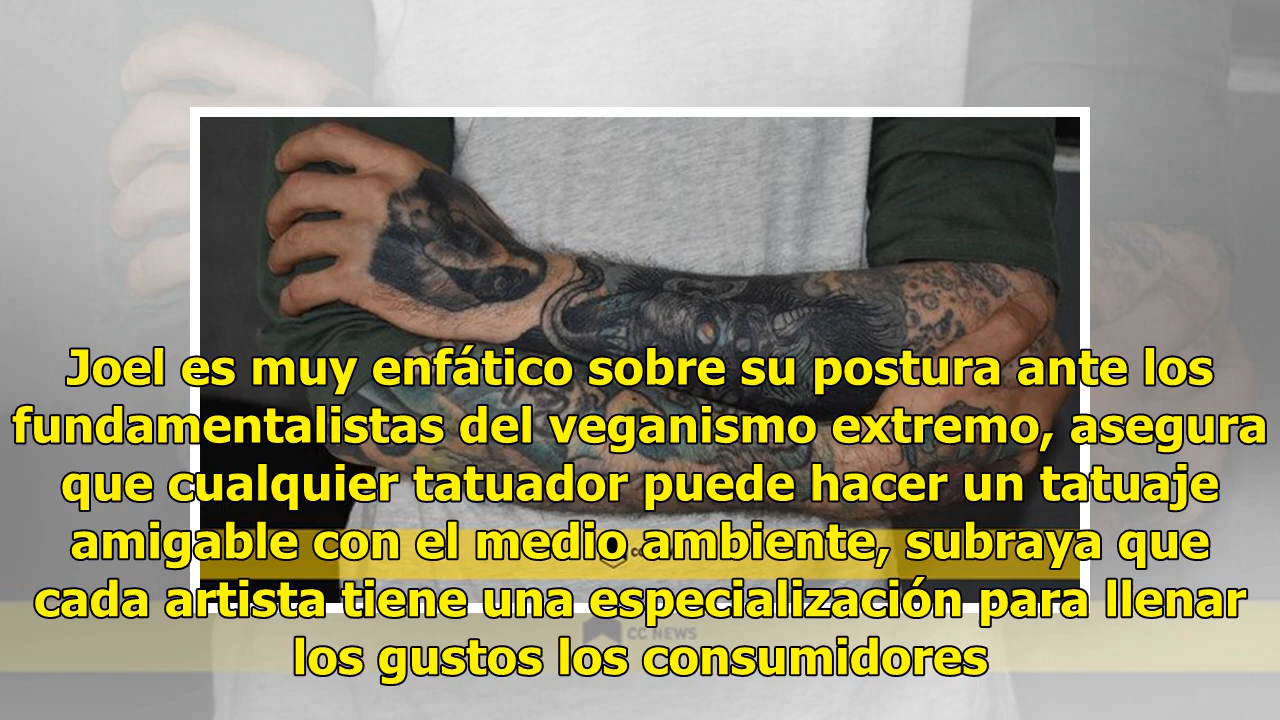 Joel es muy enfático sobre su postura ante los
fundamentalistas del veganismo extremo, asegura
que cualquier tatuador puede hacer un tatuaje
amigable con el medio ambiente, subraya que
cada artista tiene una especialización para llenar
los gustos los consumidores
CC NEWS